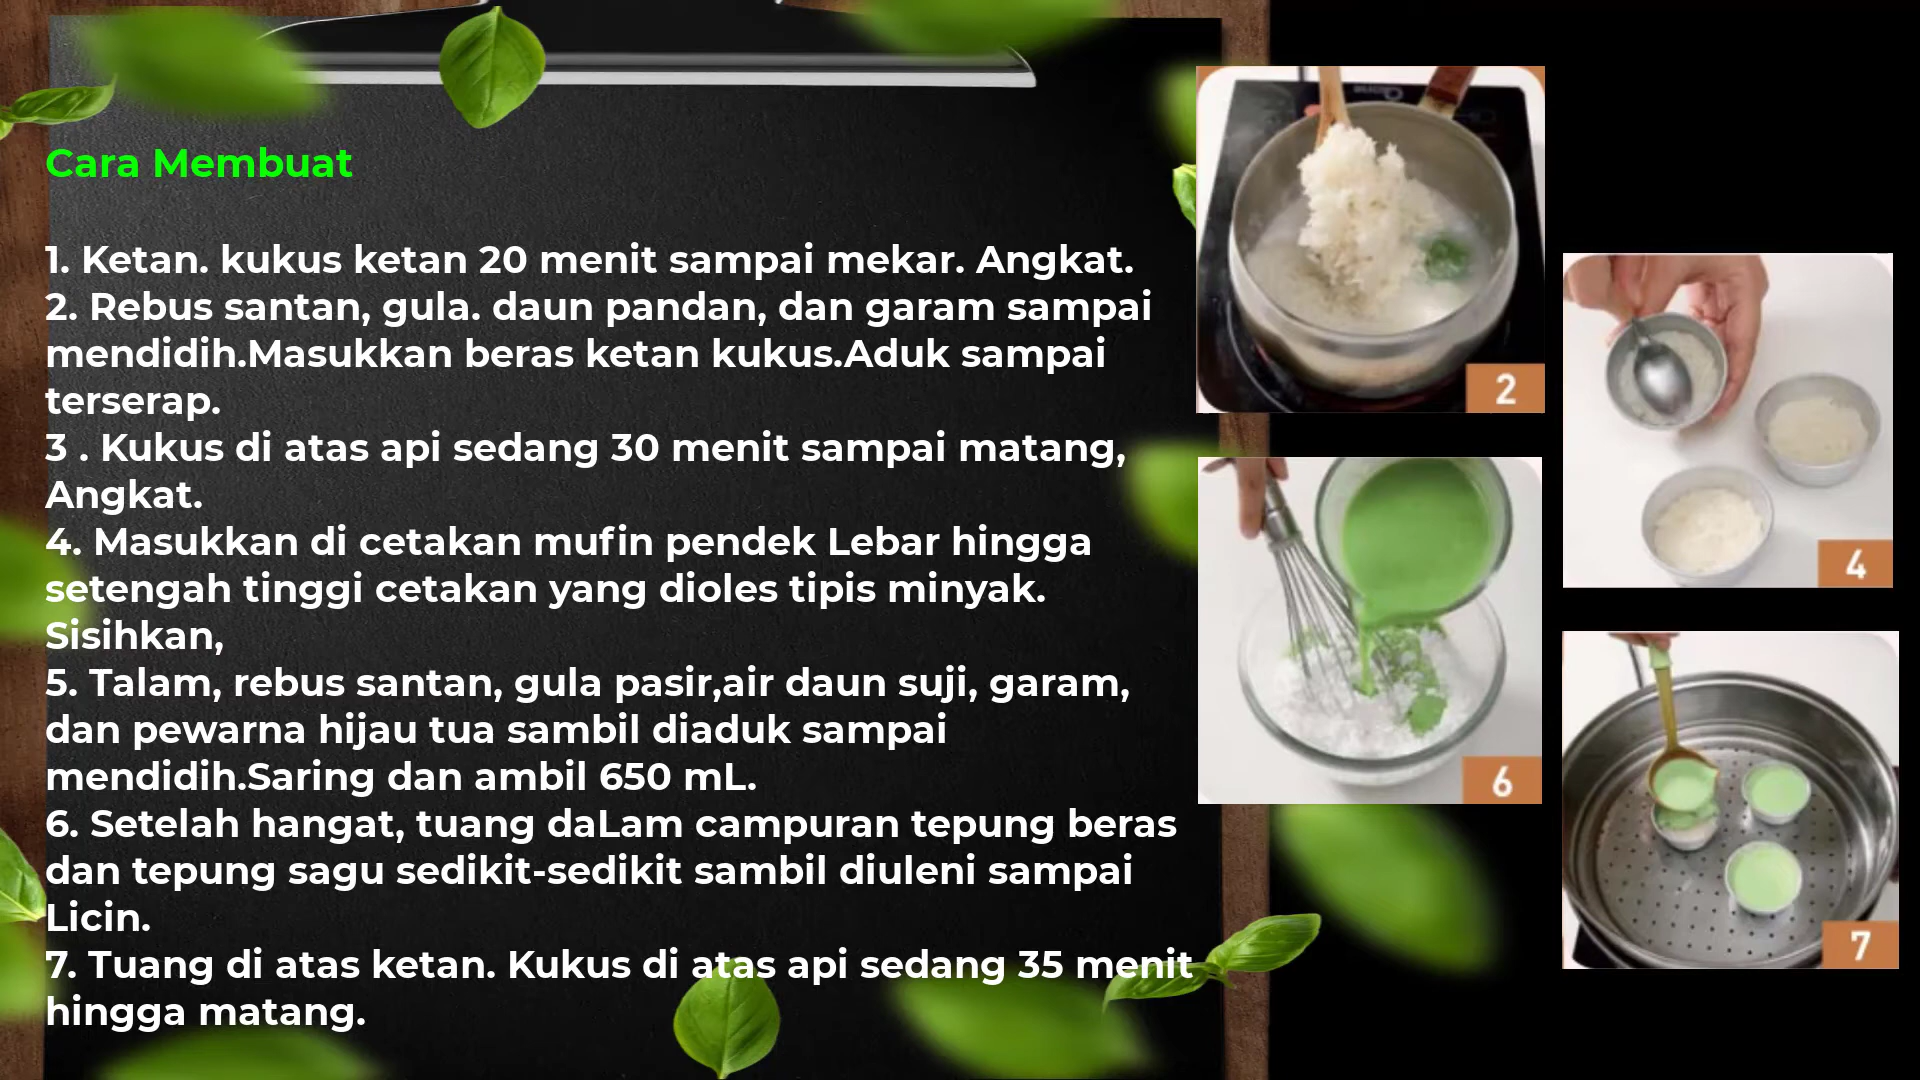 Cara Membuat
1. Ketan. kukus ketan 20 menit sampai mekar. Angkat.
2. Rebus santan, gula. daun pandan, dan garam sampai
mendidih.Masukkan beras ketan kukus.Aduk sampai
terserap.
3 . Kukus di atas api sedang 30 menit sampai matang,
Angkat.
4. Masukkan di cetakan mufin pendek Lebar hingga
setengah tinggi cetakan yang dioles tipis minyak.
Sisihkan,
5. Talam, rebus santan, gula pasir,air daun suji, garam,
dan pewarna hijau tua sambil diaduk sampai
mendidih.Saring dan ambil 650 mL.
6. Setelah hangat, tuang daLam campuran tepung beras
dan tepung sagu sedikit-sedikit sambil diuleni sampai
Licin.
7. Tuang di atas ketan. Kukus di atas api sedang 35 menit
hingga matang.
2
4
6
7